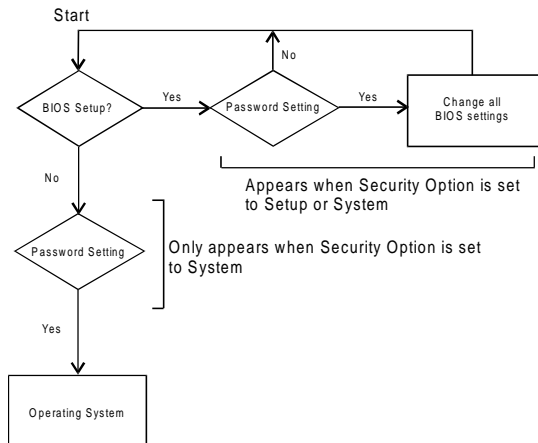 Start
No
BIOS Setup?
Yes
Password Setting
Yes
Change all
BIOS settings
No
Appears when Security Option is set
to Setup or System
Password Setting
Only appears when Security Option is set
to System
Yes
Operating System